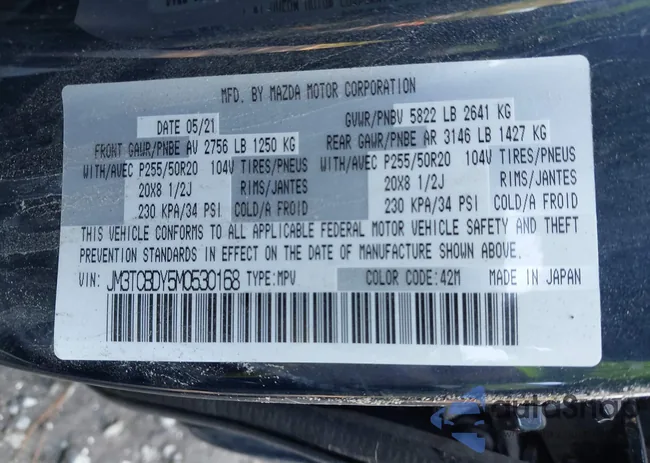 MFD. BY MAZDA MOTOR CORPORATION
DATE 05/21 GVWR/PNBV 5822 LB 2641 KG
FRONT GAWR/PNBE AV 2756 LB 1250 KG REAR GAWR/PNBE AR 3146 LB 1427 KG
WITH/AVEC P255/50R20 104V TIRES/PNEUS WITH/AVEC P255/50R20 104V TIRES/PNEUS
20X8 1/2J RIMS/JANTES 20X8 1/2J RIMS/JANTES
230 KPA/34 PSI COLD/A FROID 230 KPA/34 PSI COLD/A FROID
THIS VEHICLE CONFORMS TO ALL APPLICABLE FEDERAL MOTOR VEHICLE SAFETY AND THEFT
PREVENTION STANDARDS IN EFFECT ON THE DATE OF MANUFACTURE SHOWN ABOVE.
VIN: JM3TCBDY5M0530168 TYPE: MPV COLOR CODE: 42M MADE IN JAPAN
AutoSnap